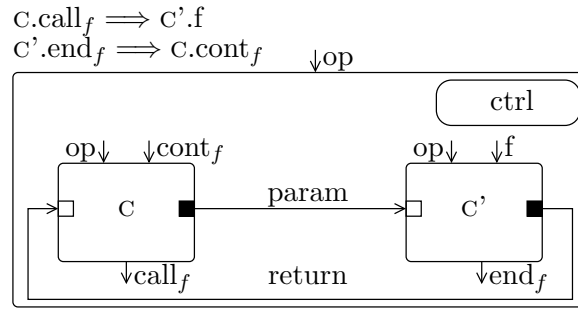 C.call_f ⟹ C'.f
C'.end_f ⟹ C.cont_f
op
ctrl
op cont_f op f
C param C'
call_f return end_f